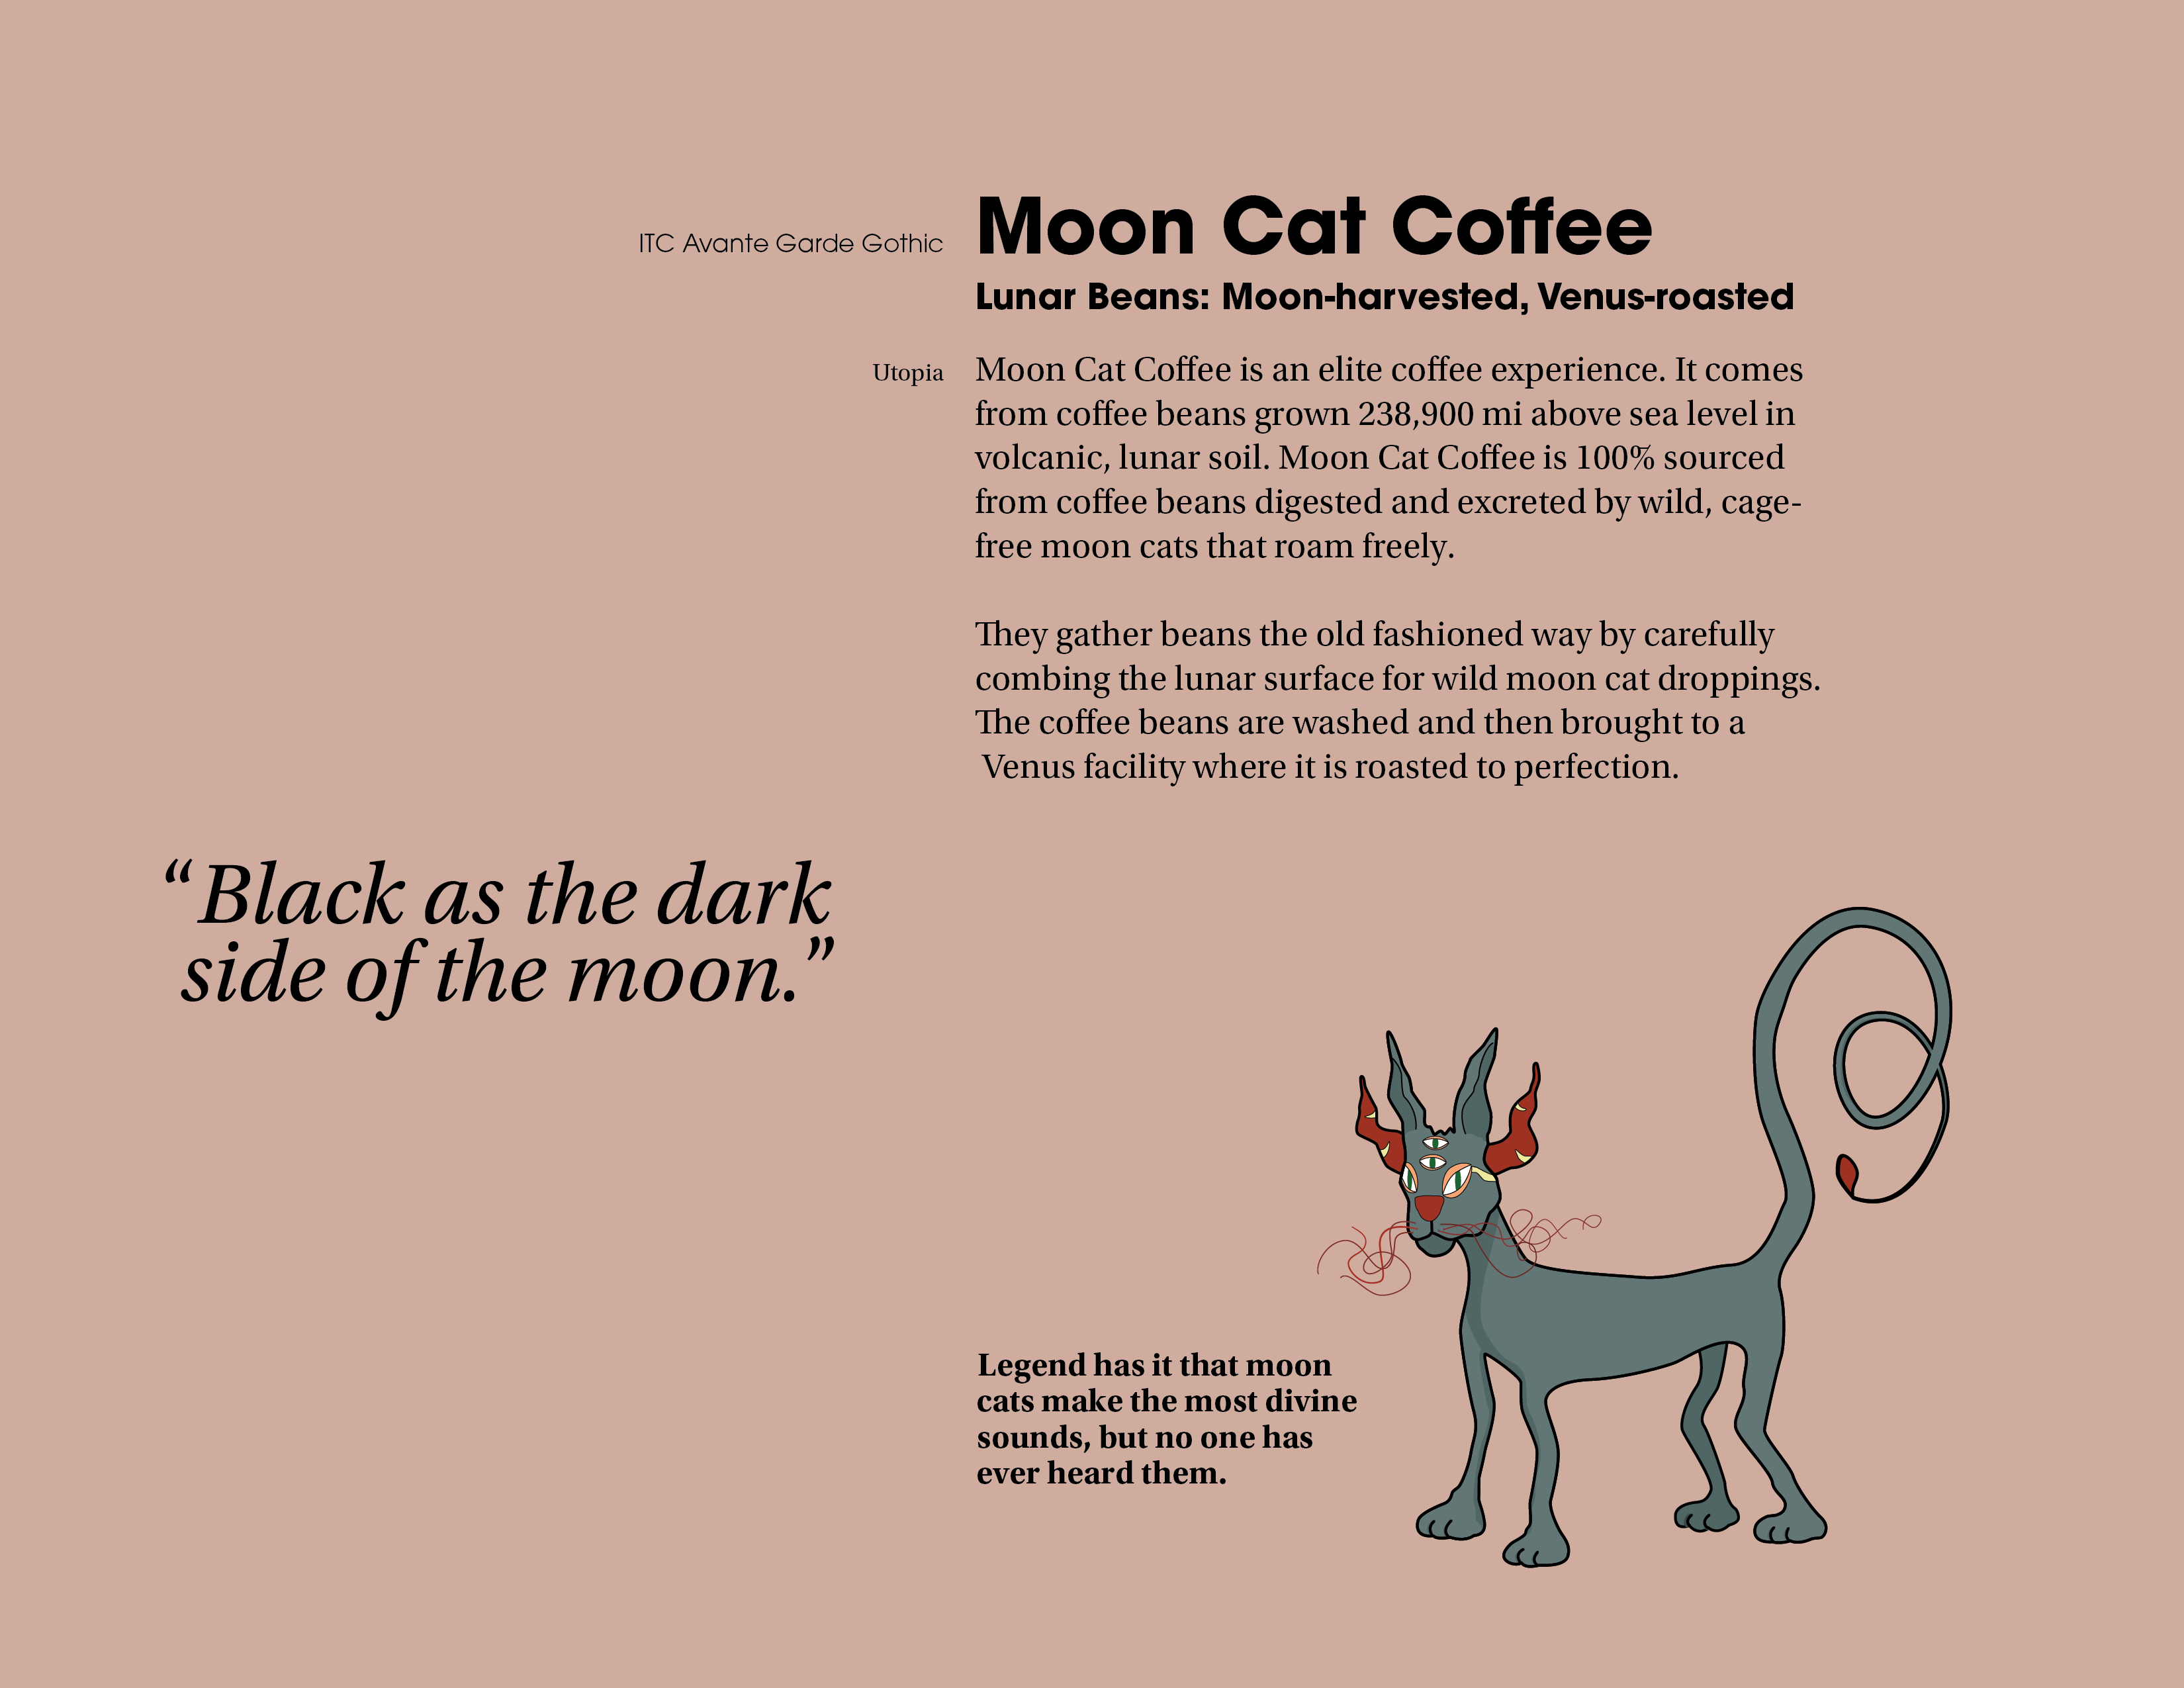 ITC Avante Garde Gothic
Moon Cat Coffee
Lunar Beans: Moon-harvested, Venus-roasted
Utopia
Moon Cat Coffee is an elite coffee experience. It comes
from coffee beans grown 238,900 mi above sea level in
volcanic, lunar soil. Moon Cat Coffee is 100% sourced
from coffee beans digested and excreted by wild, cage-
free moon cats that roam freely.
They gather beans the old fashioned way by carefully
combing the lunar surface for wild moon cat droppings.
The coffee beans are washed and then brought to a
Venus facility where it is roasted to perfection.
“Black as the dark
side of the moon.”
Legend has it that moon
cats make the most divine
sounds, but no one has
ever heard them.